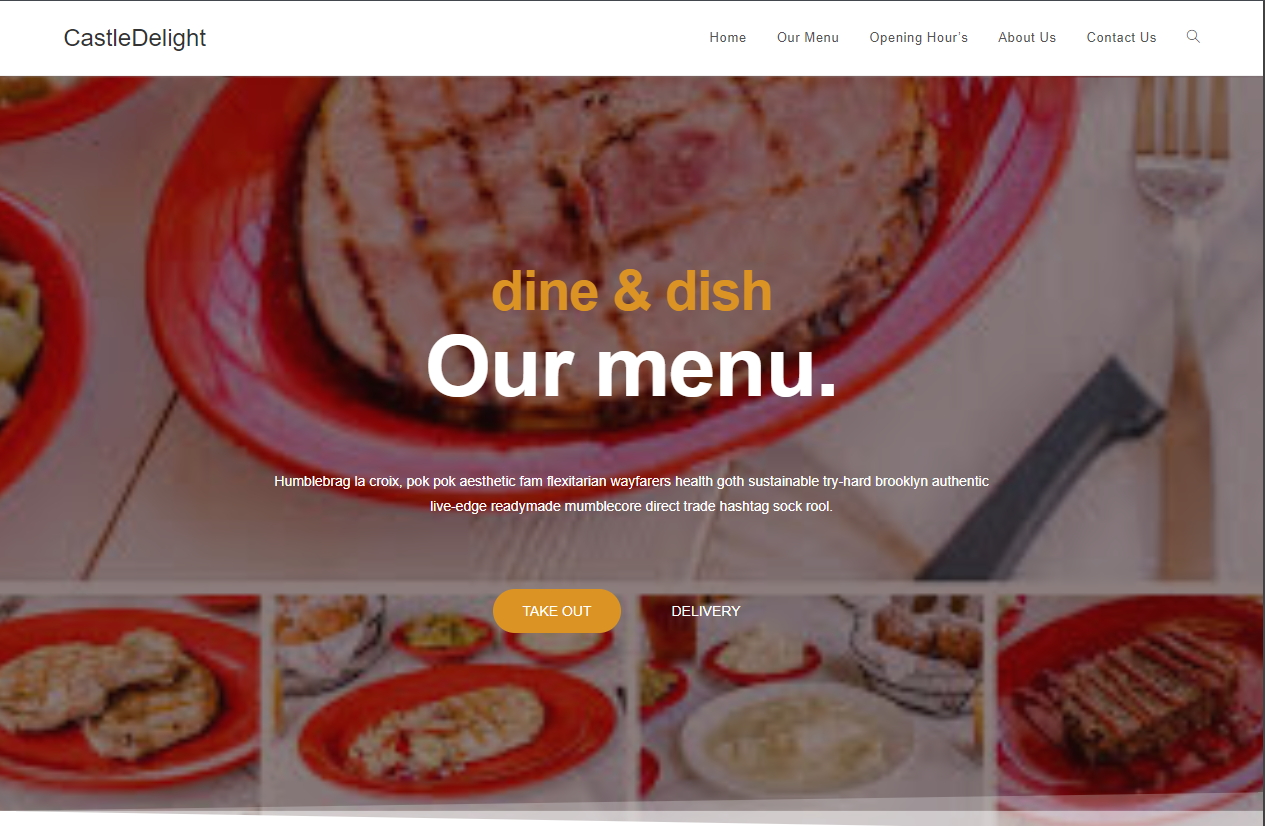 CastleDelight
Home
Our Menu
Opening Hour's
About Us
Contact Us
dine & dish
Our menu.
Humblebrag la croix, pok pok aesthetic fam flexitarian wayfarers health goth sustainable try-hard brooklyn authentic
live-edge readymade mumblecore direct trade hashtag sock rool.
TAKE OUT
DELIVERY